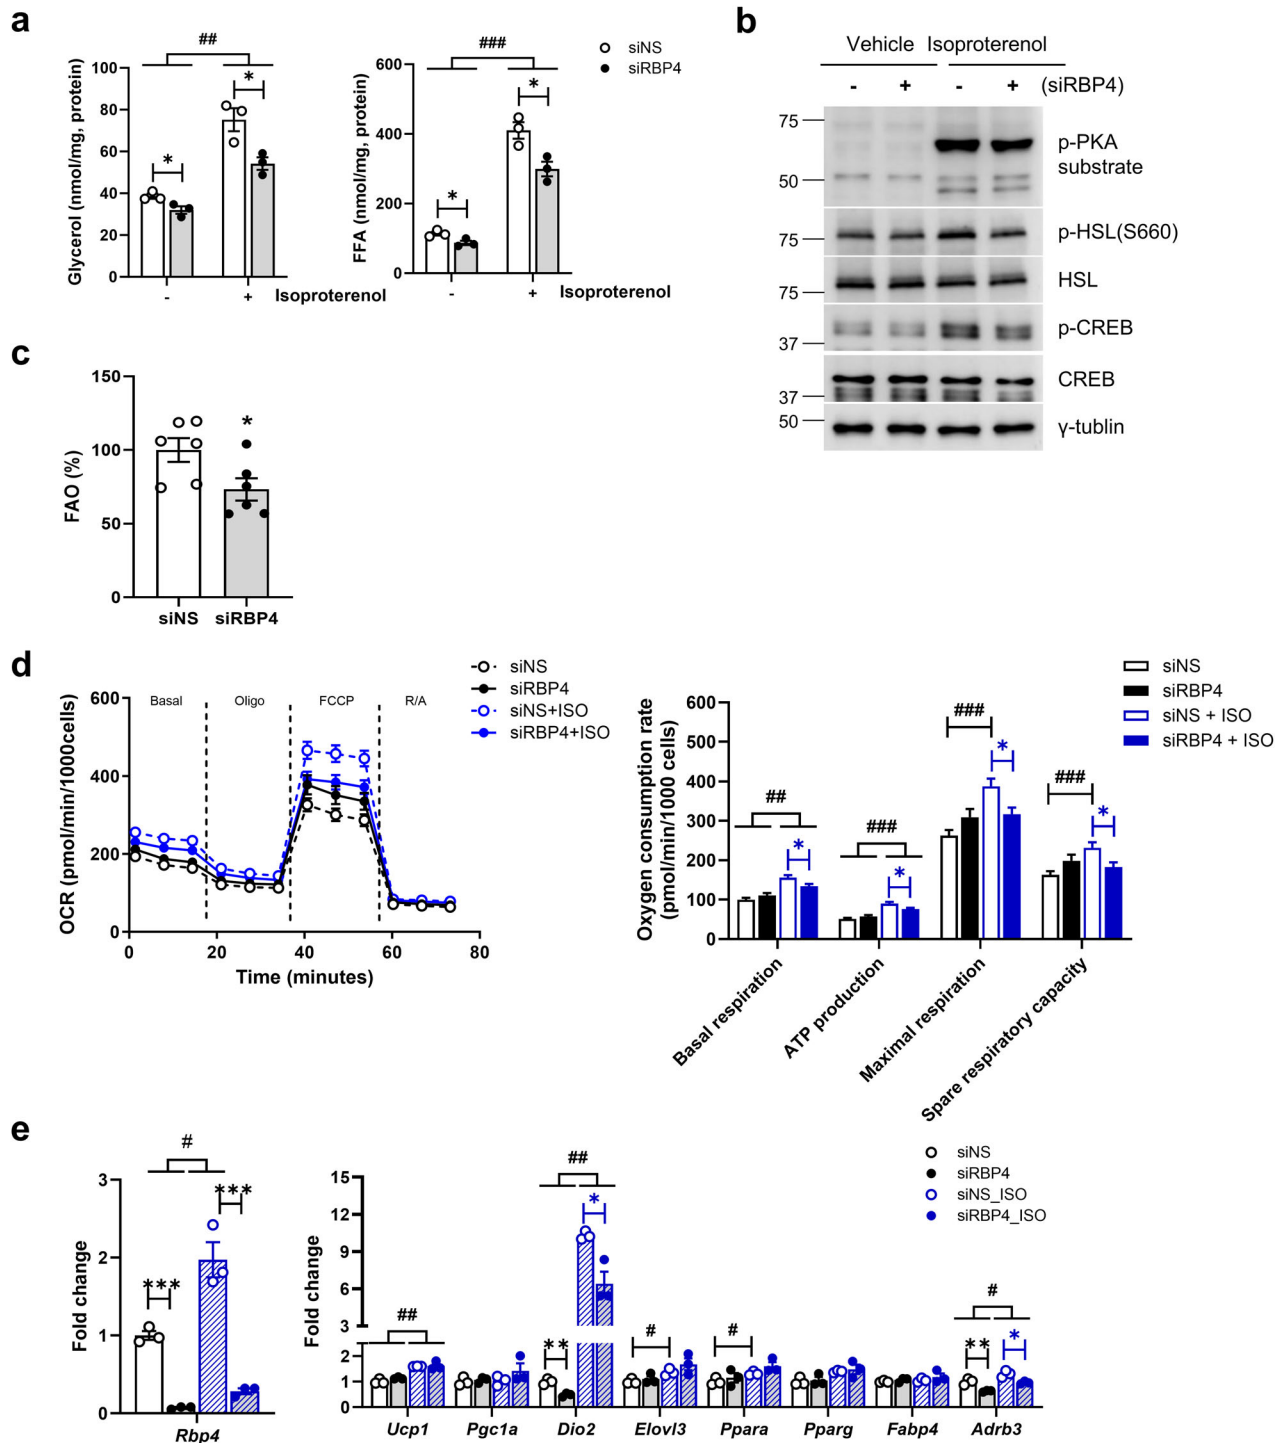 a
##
###
siNS
siRBP4
Glycerol (nmol/mg, protein)
100
80
60
40
20
0
*
*
-
+
Isoproterenol
FFA (nmol/mg, protein)
600
400
200
0
*
*
-
+
Isoproterenol
b
Vehicle Isoproterenol
- + - + (siRBP4)
75
50
p-PKA
substrate
75
p-HSL(S660)
75
HSL
37
p-CREB
37
CREB
50
γ-tublin
c
FAO (%)
150
100
50
0
*
siNS siRBP4
d
siNS
siRBP4
siNS+ISO
siRBP4+ISO
OCR (pmol/min/1000cells)
600
400
200
0
Basal Oligo FCCP R/A
0 20 40 60 80
Time (minutes)
siNS
siRBP4
siNS + ISO
siRBP4 + ISO
Oxygen consumption rate
(pmol/min/1000 cells)
600
500
400
300
200
100
0
##
*
###
*
###
*
###
*
Basal respiration
ATP production
Maximal respiration
Spare respiratory capacity
e
Fold change
3
2
1
0
#
***
***
Rbp4
siNS
siRBP4
siNS_ISO
siRBP4_ISO
Fold change
15
12
9
6
3
2
1
0
##
**
##
*
#
#
**
#
*
Ucp1 Pgc1a Dio2 Elovl3 Ppara Pparg Fabp4 Adrb3